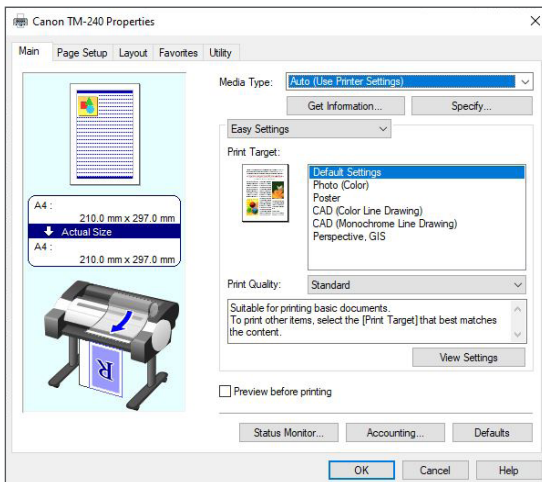 Canon TM-240 Properties
Main Page Setup Layout Favorites Utility
Media Type: Auto (Use Printer Settings)
Get Information... Specify...
Easy Settings
Print Target:
Default Settings
Photo (Color)
Poster
CAD (Color Line Drawing)
CAD (Monochrome Line Drawing)
Perspective, GIS
A4 :
210.0 mm x 297.0 mm
Actual Size
A4 :
210.0 mm x 297.0 mm
R
Print Quality: Standard
Suitable for printing basic documents.
To print other items, select the [Print Target] that best matches
the content.
View Settings
Preview before printing
Status Monitor... Accounting... Defaults
OK Cancel Help